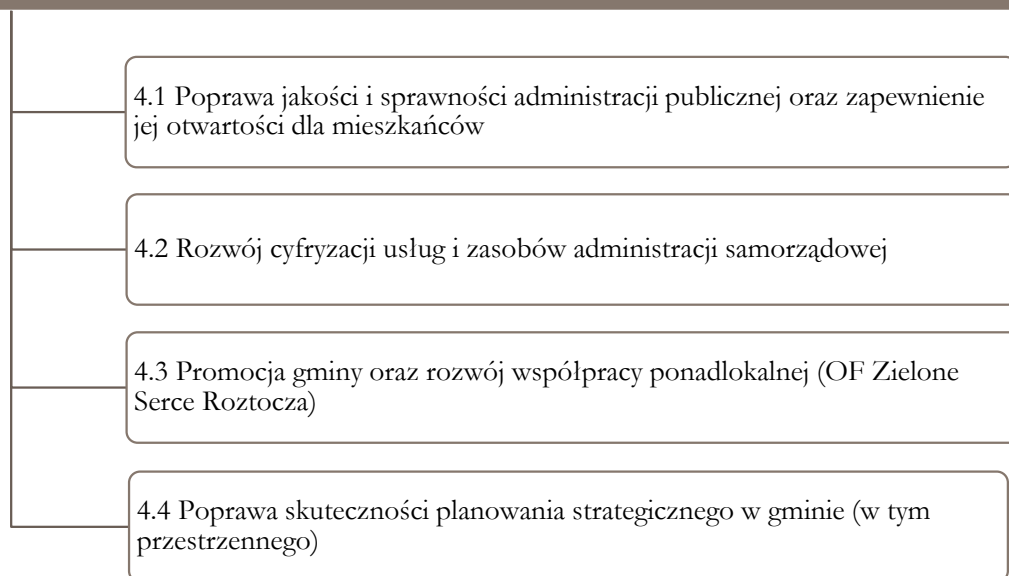 4.1 Poprawa jakości i sprawności administracji publicznej oraz zapewnienie
jej otwartości dla mieszkańców
4.2 Rozwój cyfryzacji usług i zasobów administracji samorządowej
4.3 Promocja gminy oraz rozwój współpracy ponadlokalnej (OF Zielone
Serce Roztocza)
4.4 Poprawa skuteczności planowania strategicznego w gminie (w tym
przestrzennego)